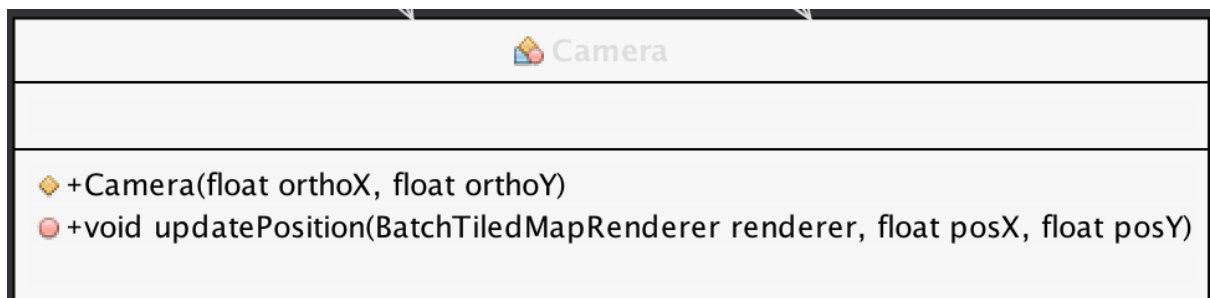 Camera
+Camera(float orthoX, float orthoY)
+void updatePosition(BatchTiledMapRenderer renderer, float posX, float posY)